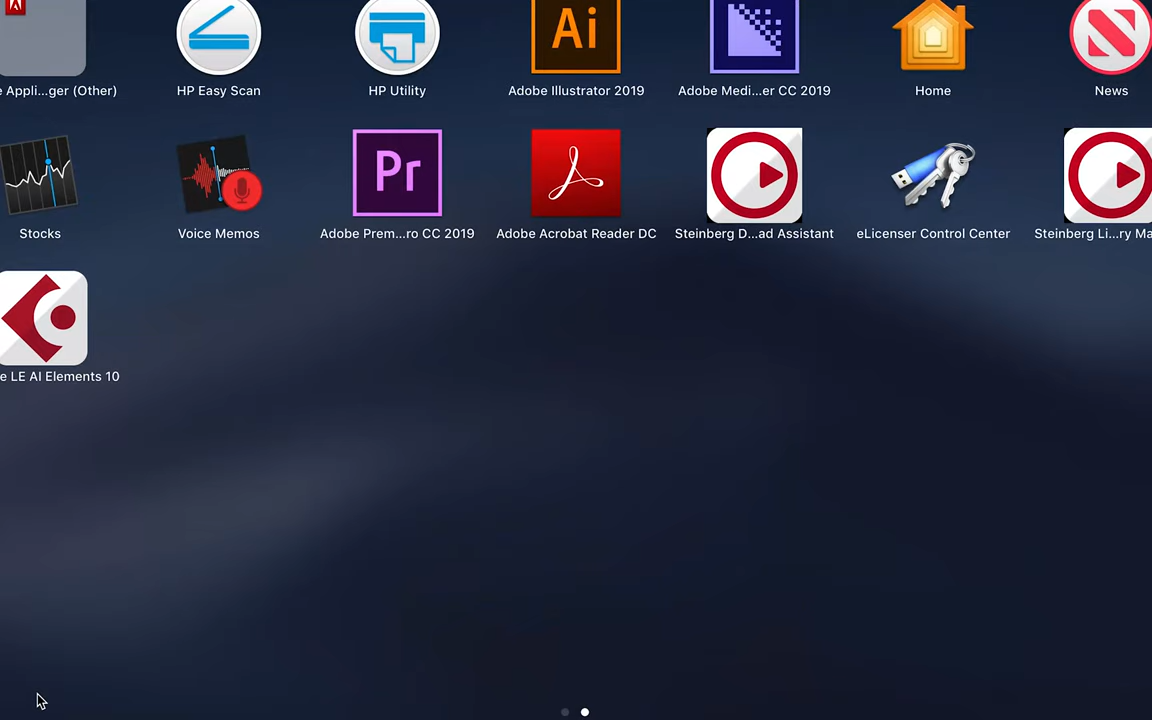 e Appli...ger (Other)
HP Easy Scan
HP Utility
Ai
Adobe Illustrator 2019
Adobe Medi...er CC 2019
Home
News
Stocks
Voice Memos
Pr
Adobe Prem...ro CC 2019
Adobe Acrobat Reader DC
Steinberg D...ad Assistant
eLicenser Control Center
Steinberg Li...ry Ma
e LE AI Elements 10